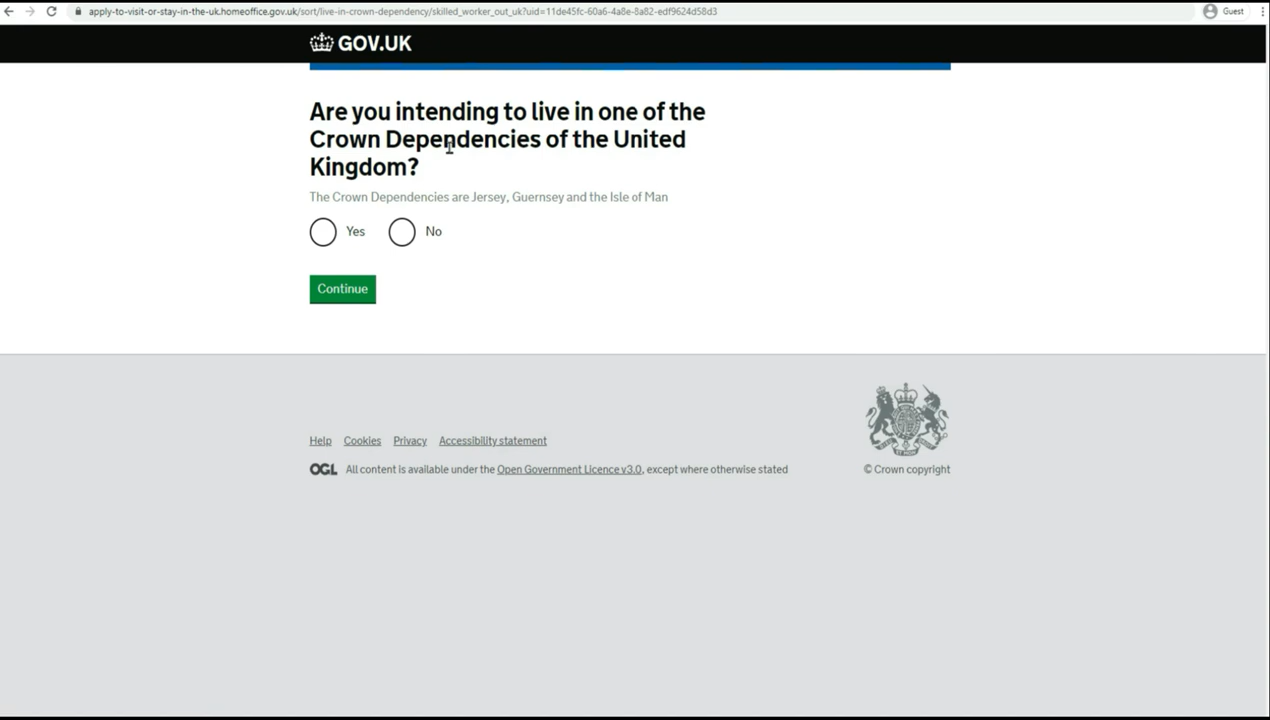 apply-to-visit-or-stay-in-the-uk.homeoffice.gov.uk/sort/live-in-crown-dependency/skilled_worker_out_uk?uid=11de45fc-60a6-4a8e-8a82-edf9624d58d3
Guest
GOV.UK
Are you intending to live in one of the
Crown Dependencies of the United
Kingdom?
The Crown Dependencies are Jersey, Guernsey and the Isle of Man
Yes No
Continue
Help Cookies Privacy Accessibility statement
OGL All content is available under the Open Government Licence v3.0, except where otherwise stated
© Crown copyright